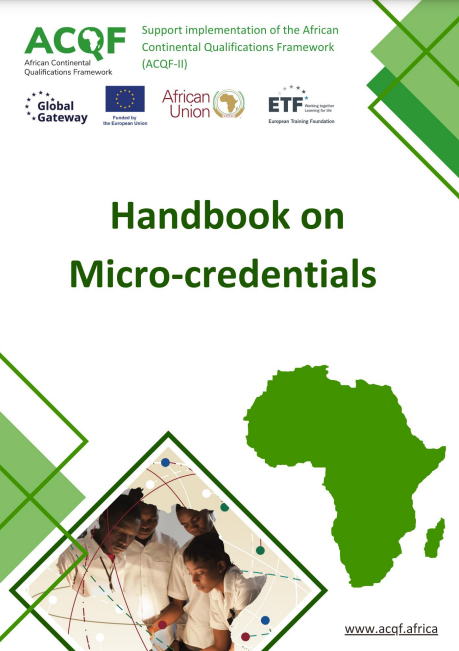 ACQF
African Continental
Qualifications Framework
Support implementation of the African
Continental Qualifications Framework
(ACQF-II)
Global
Gateway
Funded by
the European Union
African
Union
ETF
Working together
Learning for life
European Training Foundation
Handbook on
Micro-credentials
www.acqf.africa